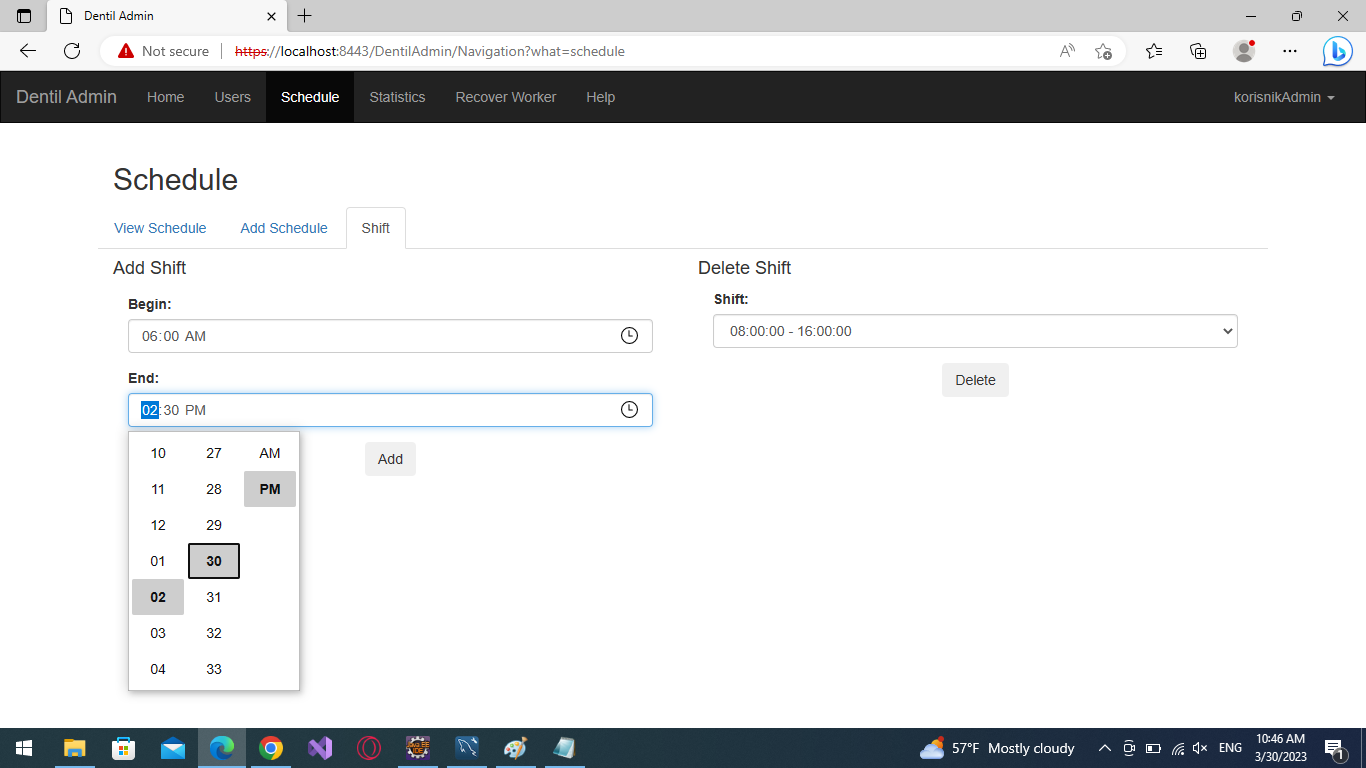 Dentil Admin
Not secure https://localhost:8443/DentilAdmin/Navigation?what=schedule
Dentil Admin Home Users Schedule Statistics Recover Worker Help korisnikAdmin
Schedule
View Schedule Add Schedule Shift
Add Shift
Begin:
06:00 AM
End:
02:30 PM
10 27 AM
11 28 PM
12 29
01 30
02 31
03 32
04 33
Add
Delete Shift
Shift:
08:00:00 - 16:00:00
Delete
57°F Mostly cloudy ENG 10:46 AM
3/30/2023 1